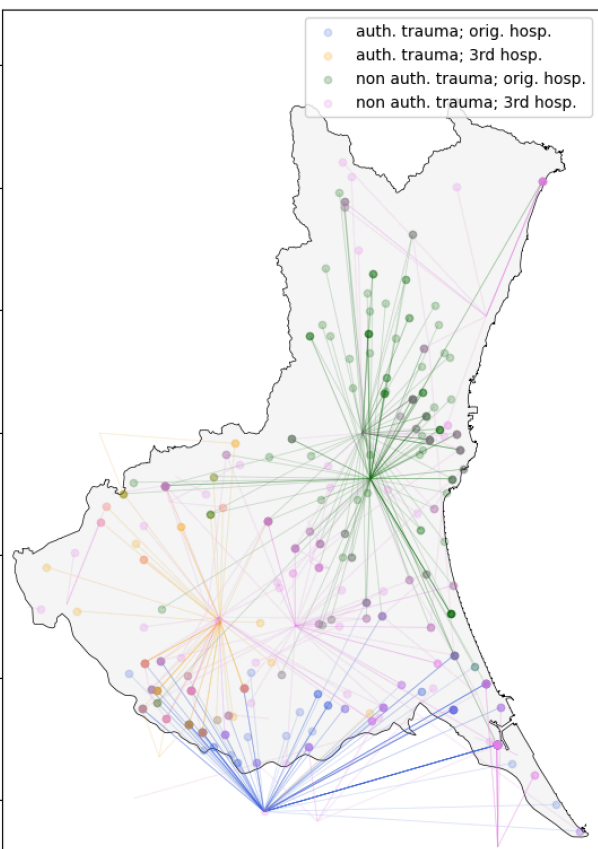 auth. trauma; orig. hosp.
auth. trauma; 3rd hosp.
non auth. trauma; orig. hosp.
non auth. trauma; 3rd hosp.